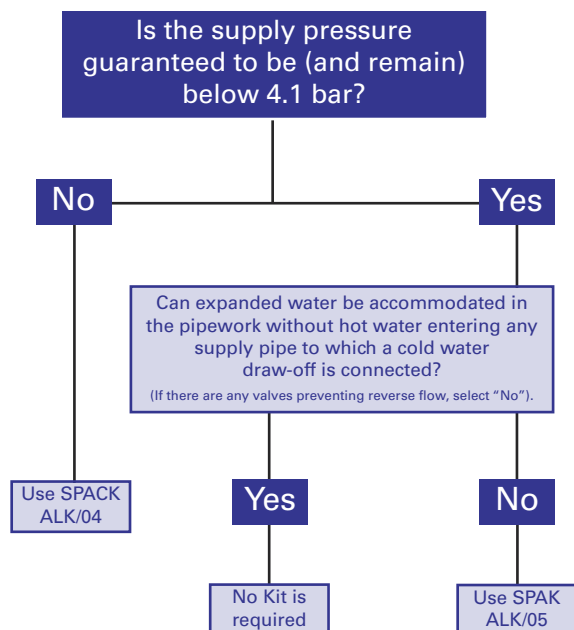 Is the supply pressure
guaranteed to be (and remain)
below 4.1 bar?
No
Yes
Can expanded water be accommodated in
the pipework without hot water entering any
supply pipe to which a cold water
draw-off is connected?
(If there are any valves preventing reverse flow, select “No”).
Use SPACK
ALK/04
Yes
No
No Kit is
required
Use SPAK
ALK/05